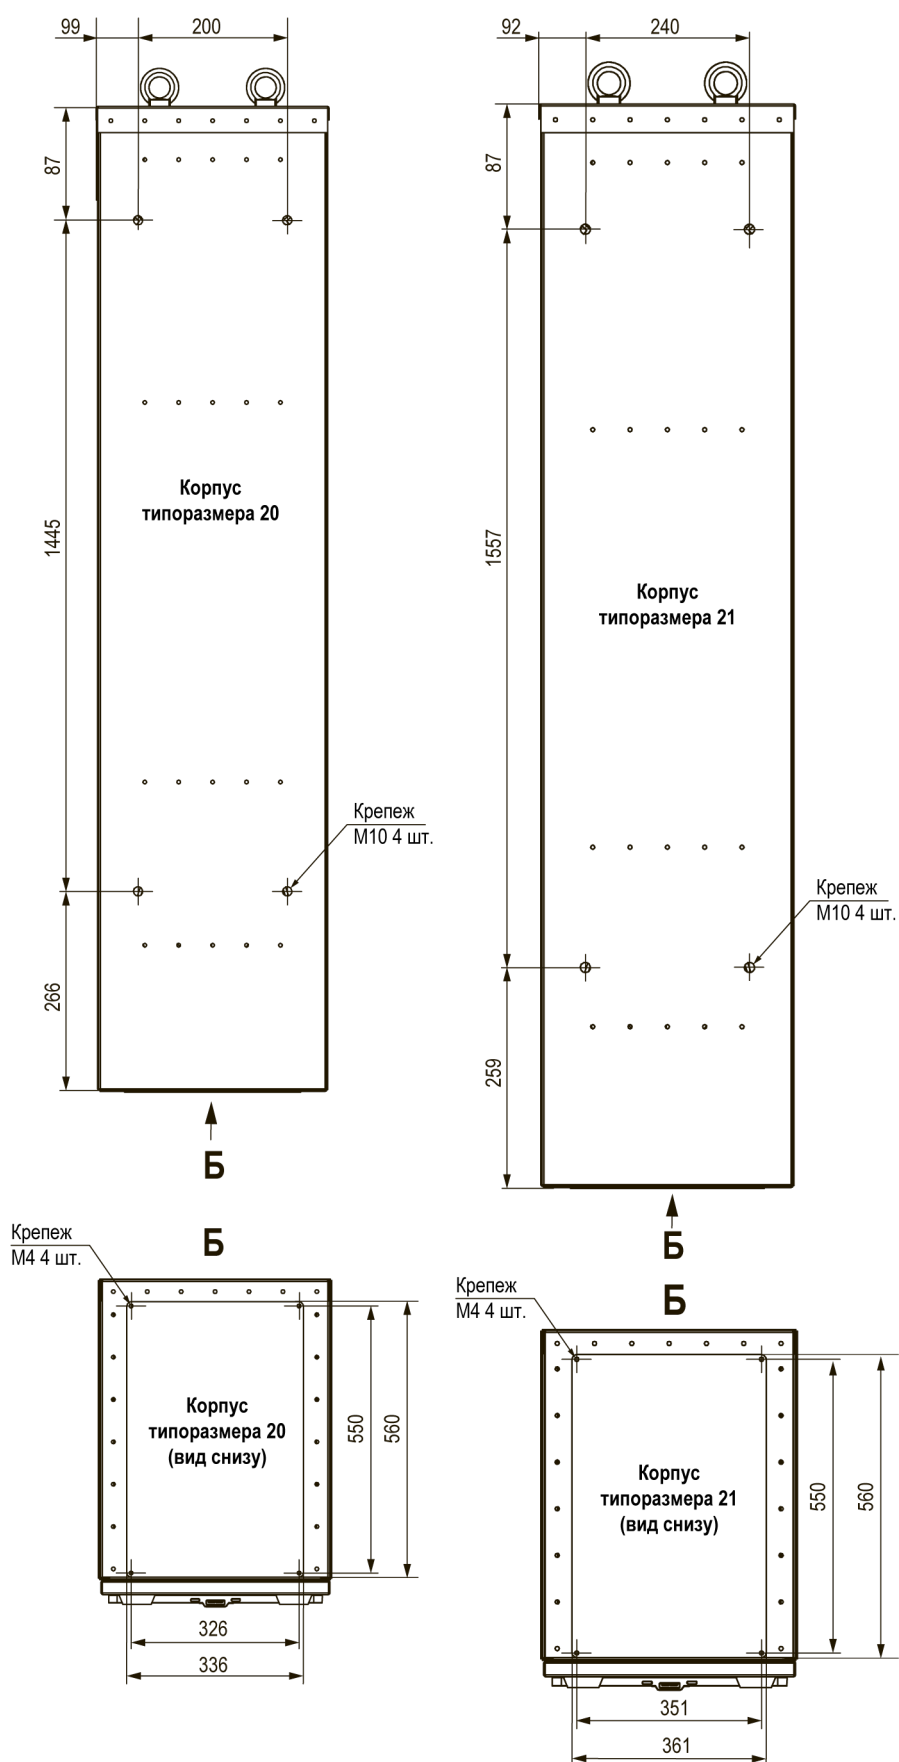 99
200
92
240
87
87
Корпус
типоразмера 20
1445
1557
Корпус
типоразмера 21
Крепеж
М10 4 шт.
Крепеж
М10 4 шт.
266
259
Б
Б
Крепеж
М4 4 шт.
Б
Крепеж
М4 4 шт.
Б
Корпус
типоразмера 20
(вид снизу)
550
560
Корпус
типоразмера 21
(вид снизу)
550
560
326
336
351
361